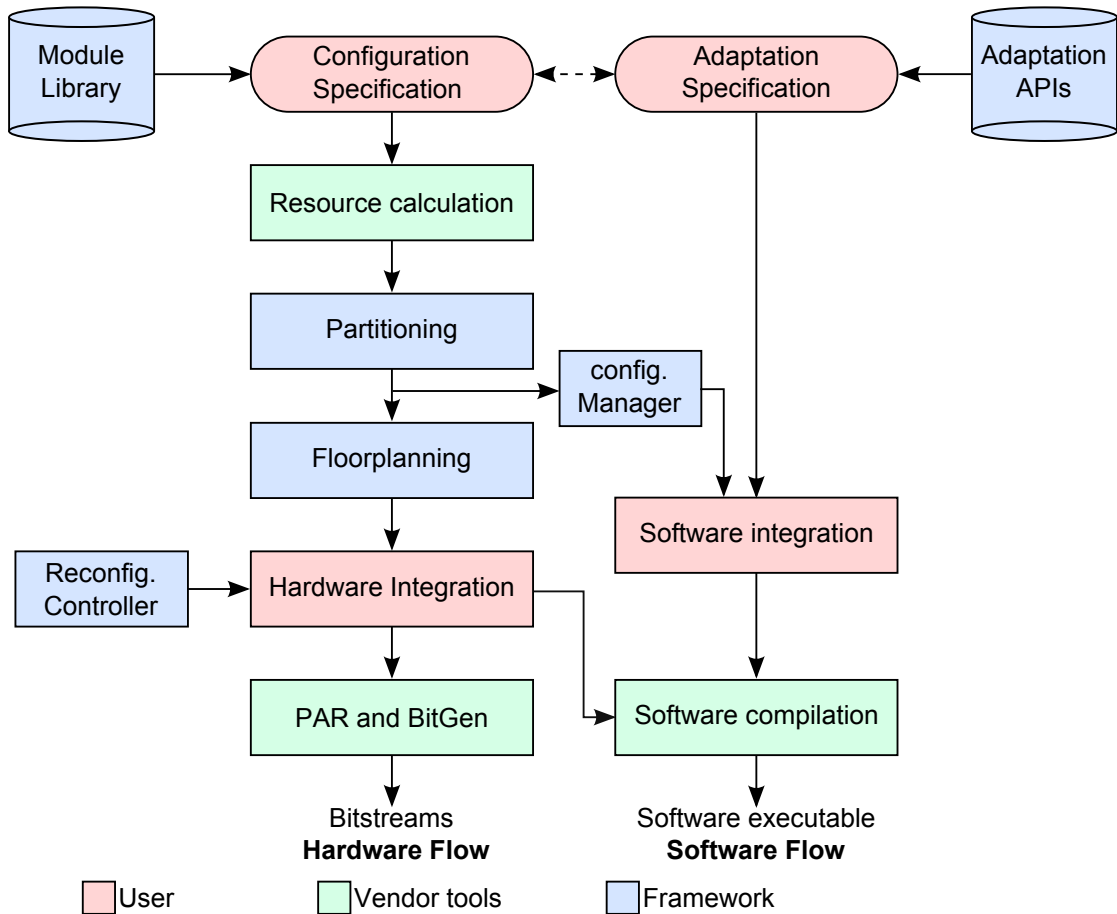 Module
Library
Configuration
Specification
Adaptation
Specification
Adaptation
APIs
Resource calculation
Partitioning
config.
Manager
Floorplanning
Software integration
Reconfig.
Controller
Hardware Integration
PAR and BitGen
Software compilation
Bitstreams
Hardware Flow
Software executable
Software Flow
User
Vendor tools
Framework